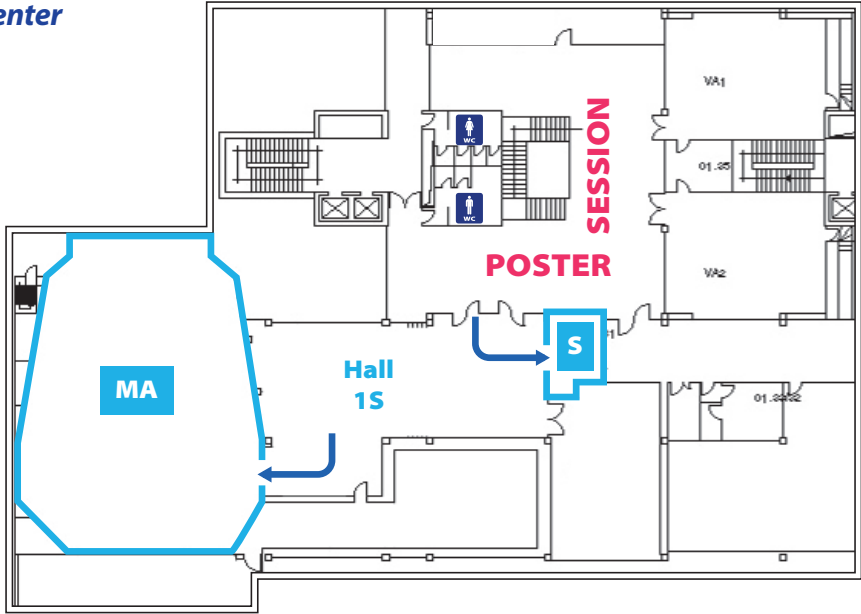 enter
VA1
SESSION
WC
01.35
WC
POSTER
VA2
S
Hall
1S
MA